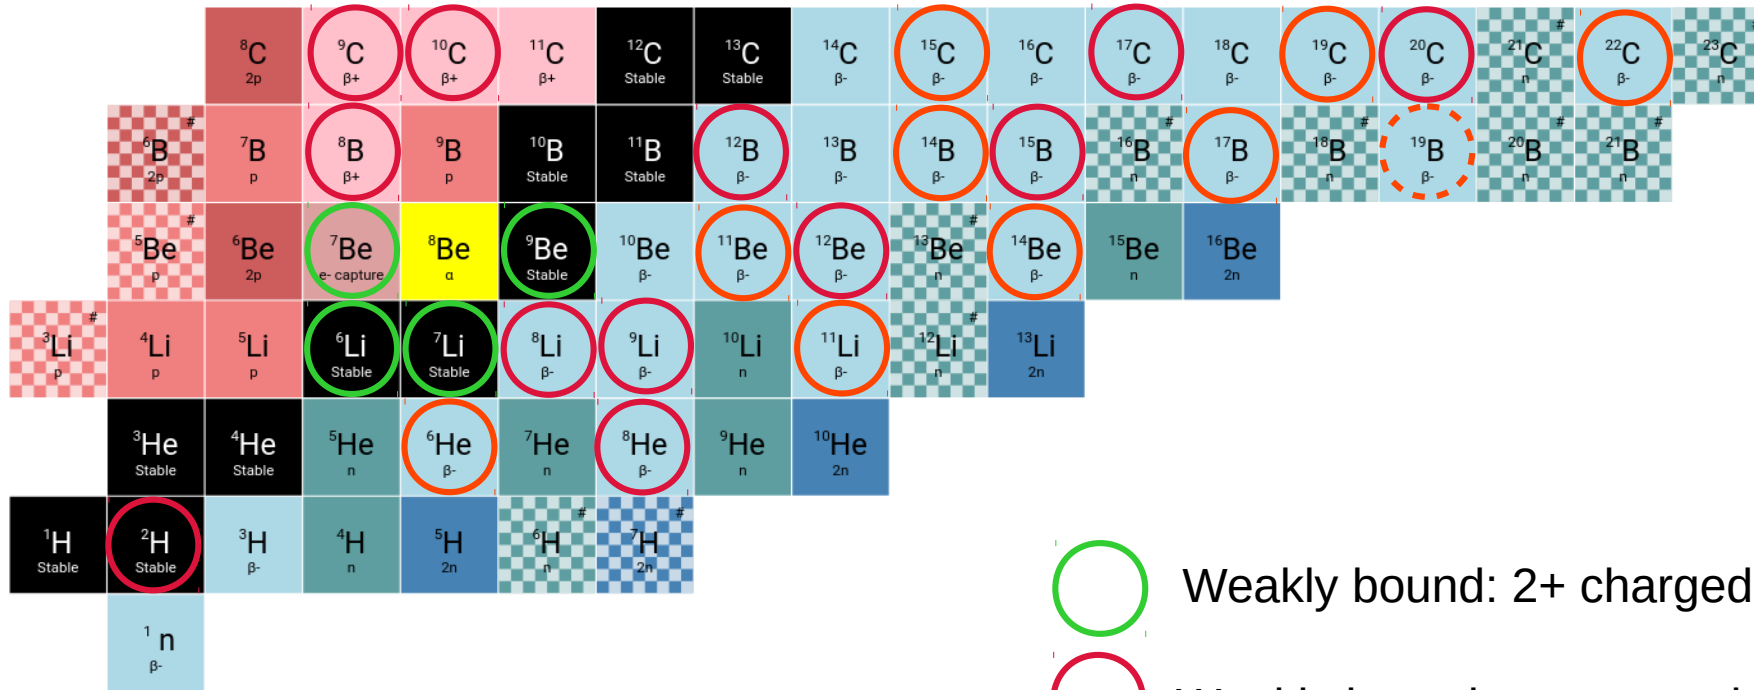 ⁸C ⁹C ¹⁰C ¹¹C ¹²C ¹³C ¹⁴C ¹⁵C ¹⁶C ¹⁷C ¹⁸C ¹⁹C ²⁰C ²¹C # ²²C ²³C
2p β+ β+ β+ Stable Stable β- β- β- β- β- β- β- n β- n
⁶B # ⁷B ⁸B ⁹B ¹⁰B ¹¹B ¹²B ¹³B ¹⁴B ¹⁵B ¹⁶B # ¹⁷B ¹⁸B # ¹⁹B ²⁰B # ²¹B #
2p p β+ p Stable Stable β- β- β- β- n β- n β- n n
⁵Be # ⁶Be ⁷Be ⁸Be ⁹Be ¹⁰Be ¹¹Be ¹²Be ¹³Be # ¹⁴Be ¹⁵Be ¹⁶Be
p 2p e- capture α Stable β- β- β- n β- n 2n
³Li # ⁴Li ⁵Li ⁶Li ⁷Li ⁸Li ⁹Li ¹⁰Li ¹¹Li ¹²Li # ¹³Li
p p p Stable Stable β- β- n β- n 2n
³He ⁴He ⁵He ⁶He ⁷He ⁸He ⁹He ¹⁰He
Stable Stable n β- n β- n 2n
¹H ²H ³H ⁴H ⁵H ⁶H # ⁷H #
Stable Stable β- n 2n n 2n
¹n
β-
Weakly bound: 2+ charged